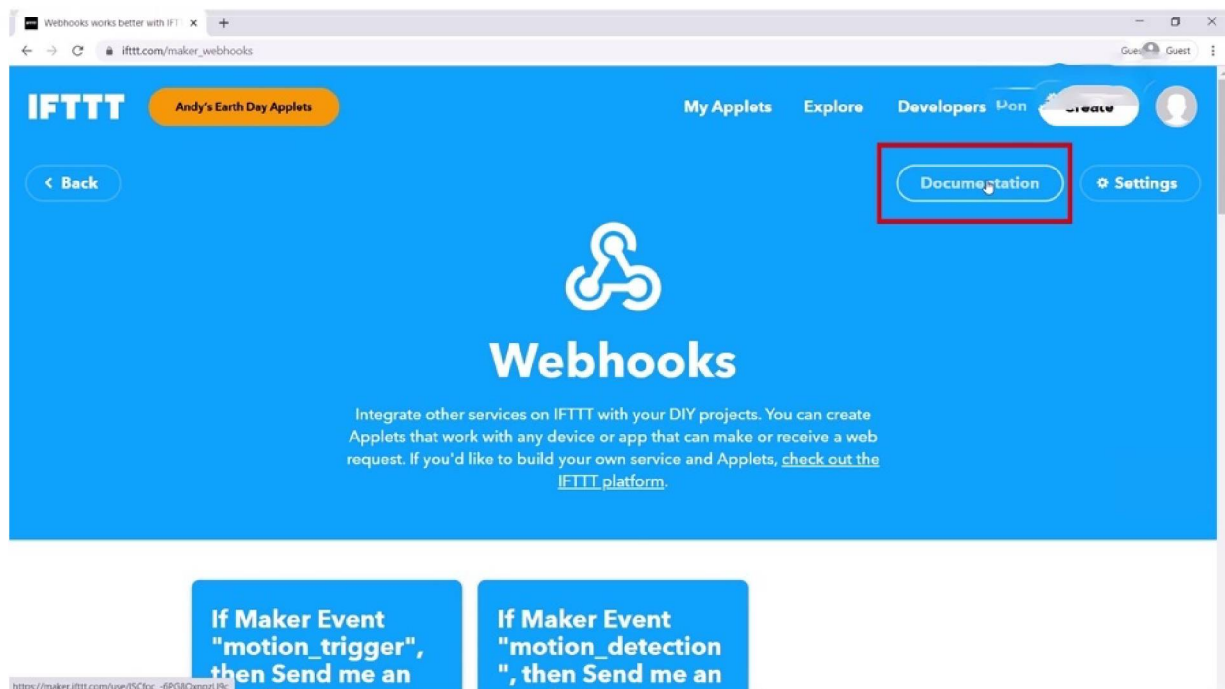 Webhooks works better with IFT
ifttt.com/maker_webhooks
Guest
IFTTT
Andy's Earth Day Applets
My Applets
Explore
Developers
Create
Back
Documentation
Settings
Webhooks
Integrate other services on IFTTT with your DIY projects. You can create
Applets that work with any device or app that can make or receive a web
request. If you'd like to build your own service and Applets, check out the
IFTTT platform.
If Maker Event
"motion_trigger",
then Send me an
If Maker Event
"motion_detection
", then Send me an